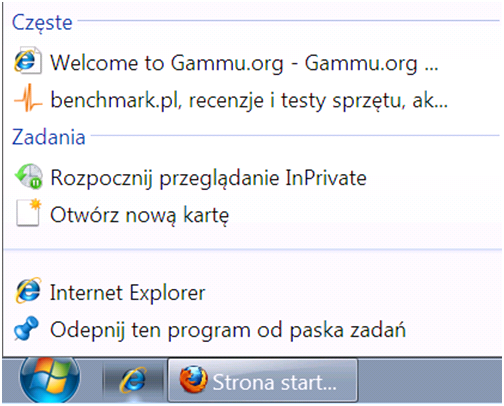 Częste
Welcome to Gammu.org - Gammu.org ...
benchmark.pl, recenzje i testy sprzętu, ak...
Zadania
Rozpocznij przeglądanie InPrivate
Otwórz nową kartę
Internet Explorer
Odepnij ten program od paska zadań
Strona start...